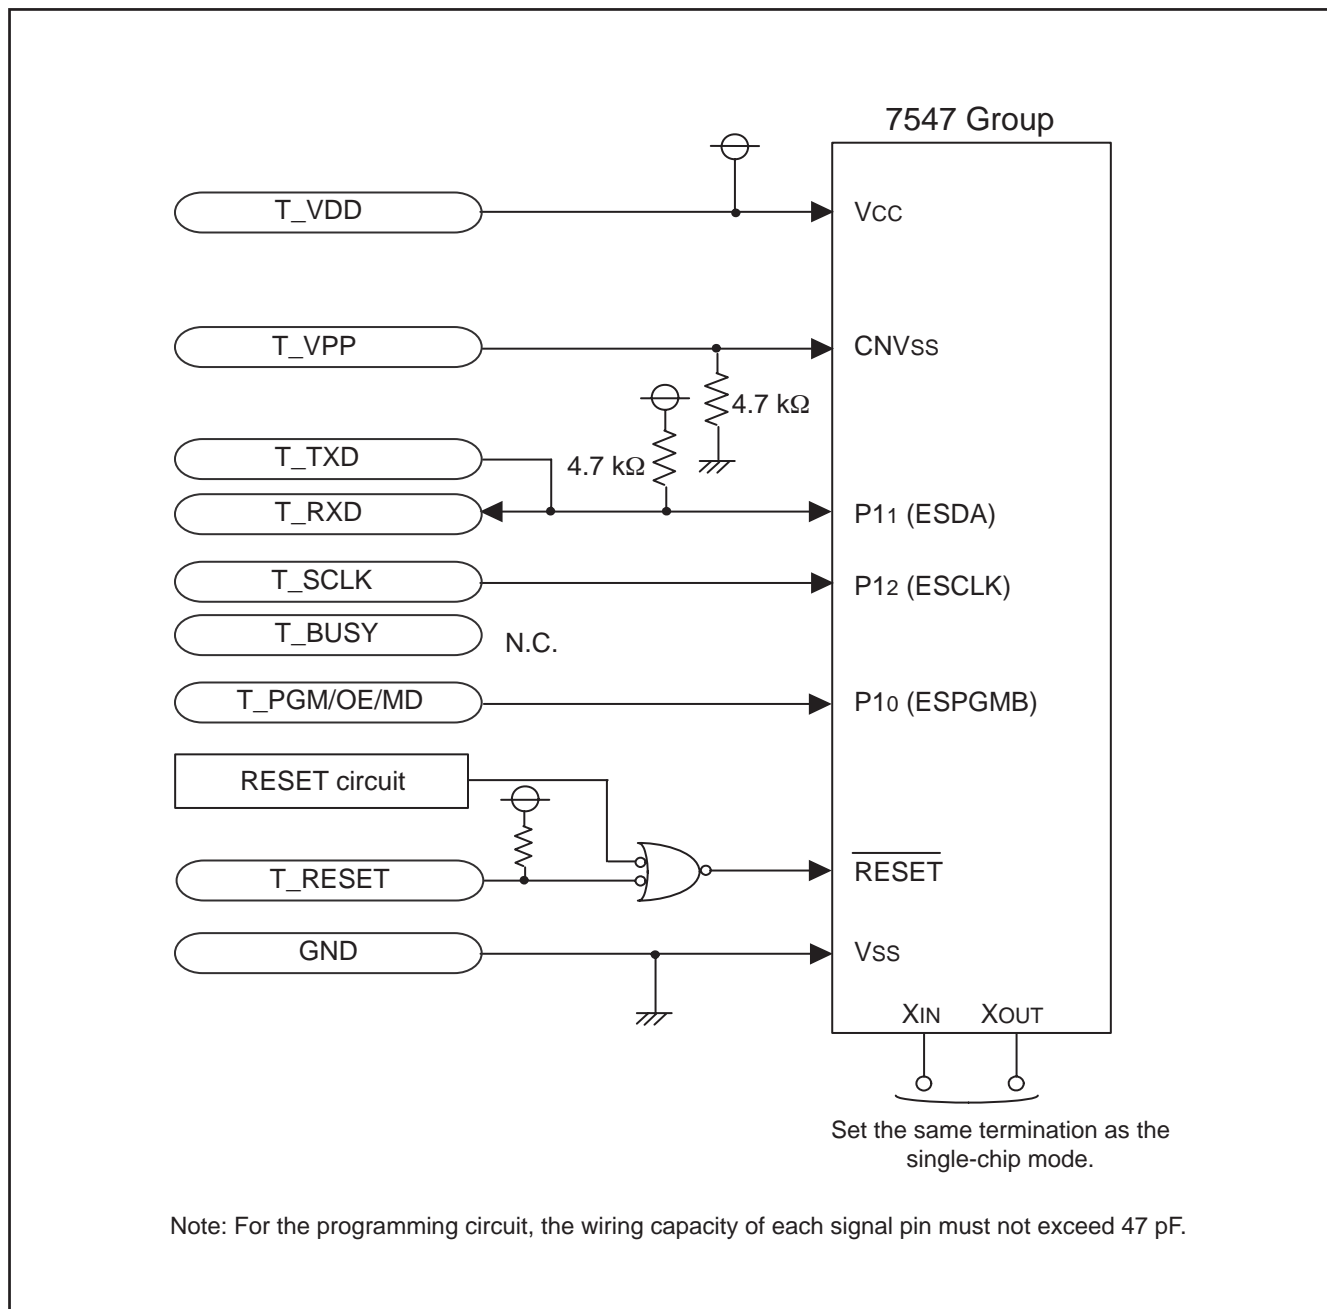 7547 Group
T_VDD
VCC
T_VPP
CNVSS
4.7 kΩ
T_TXD
4.7 kΩ
T_RXD
P11 (ESDA)
T_SCLK
P12 (ESCLK)
T_BUSY
N.C.
T_PGM/OE/MD
P10 (ESPGMB)
RESET circuit
T_RESET
RESET
GND
VSS
XIN XOUT
Set the same termination as the
single-chip mode.
Note: For the programming circuit, the wiring capacity of each signal pin must not exceed 47 pF.